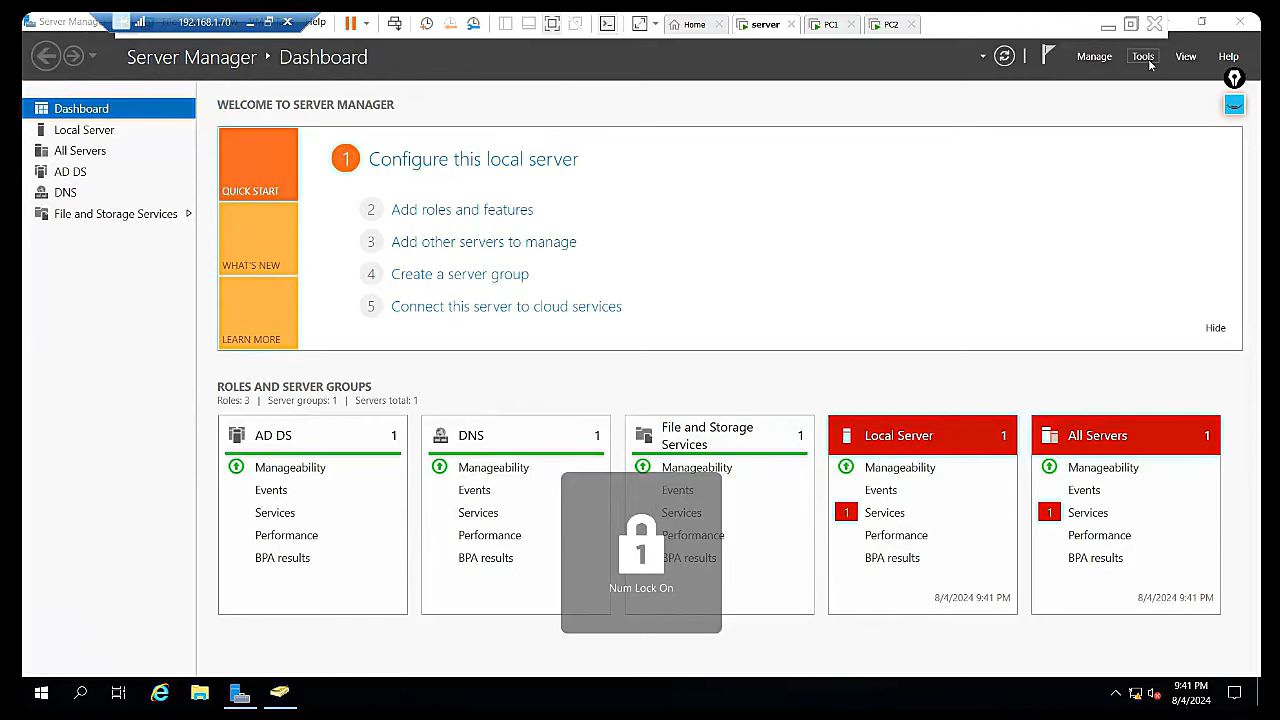 Server Manager
192.168.1.70
Help
Home
server
PC1
PC2
Server Manager • Dashboard
Manage
Tools
View
Help
Dashboard
Local Server
All Servers
AD DS
DNS
File and Storage Services
WELCOME TO SERVER MANAGER
QUICK START
WHAT'S NEW
LEARN MORE
1 Configure this local server
2 Add roles and features
3 Add other servers to manage
4 Create a server group
5 Connect this server to cloud services
Hide
ROLES AND SERVER GROUPS
Roles: 3 | Server groups: 1 | Servers total: 1
AD DS 1
Manageability
Events
Services
Performance
BPA results
DNS 1
Manageability
Events
Services
Performance
BPA results
File and Storage
Services 1
Manageability
Events
Services
Performance
BPA results
Local Server 1
Manageability
Events
1 Services
Performance
BPA results
8/4/2024 9:41 PM
All Servers 1
Manageability
Events
1 Services
Performance
BPA results
8/4/2024 9:41 PM
1
Num Lock On
9:41 PM
8/4/2024